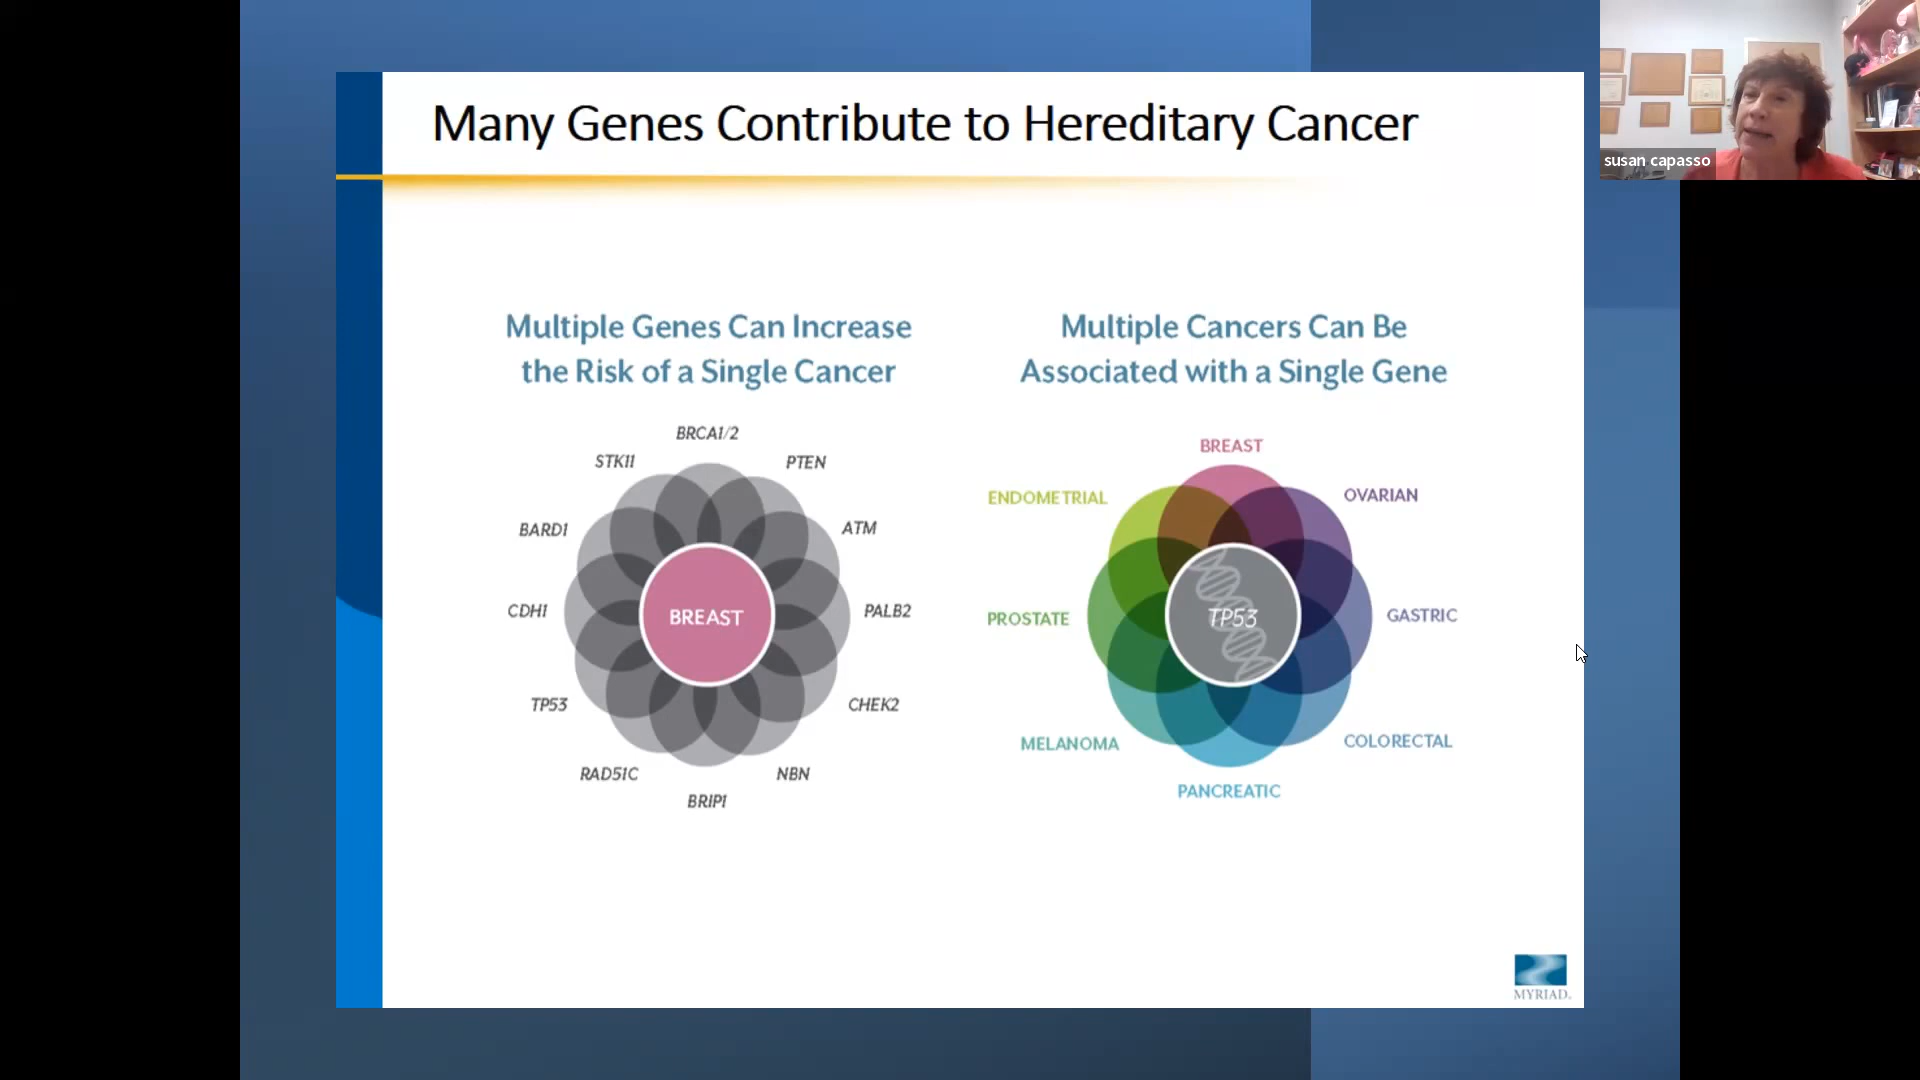 Many Genes Contribute to Hereditary Cancer
susan capasso
Multiple Genes Can Increase
the Risk of a Single Cancer
BRCA1/2
STK11
PTEN
BARD1
ATM
CDH1
PALB2
BREAST
TP53
CHEK2
RAD51C
NBN
BRIP1
Multiple Cancers Can Be
Associated with a Single Gene
BREAST
ENDOMETRIAL
OVARIAN
PROSTATE
TP53
GASTRIC
MELANOMA
COLORECTAL
PANCREATIC
MYRIAD®